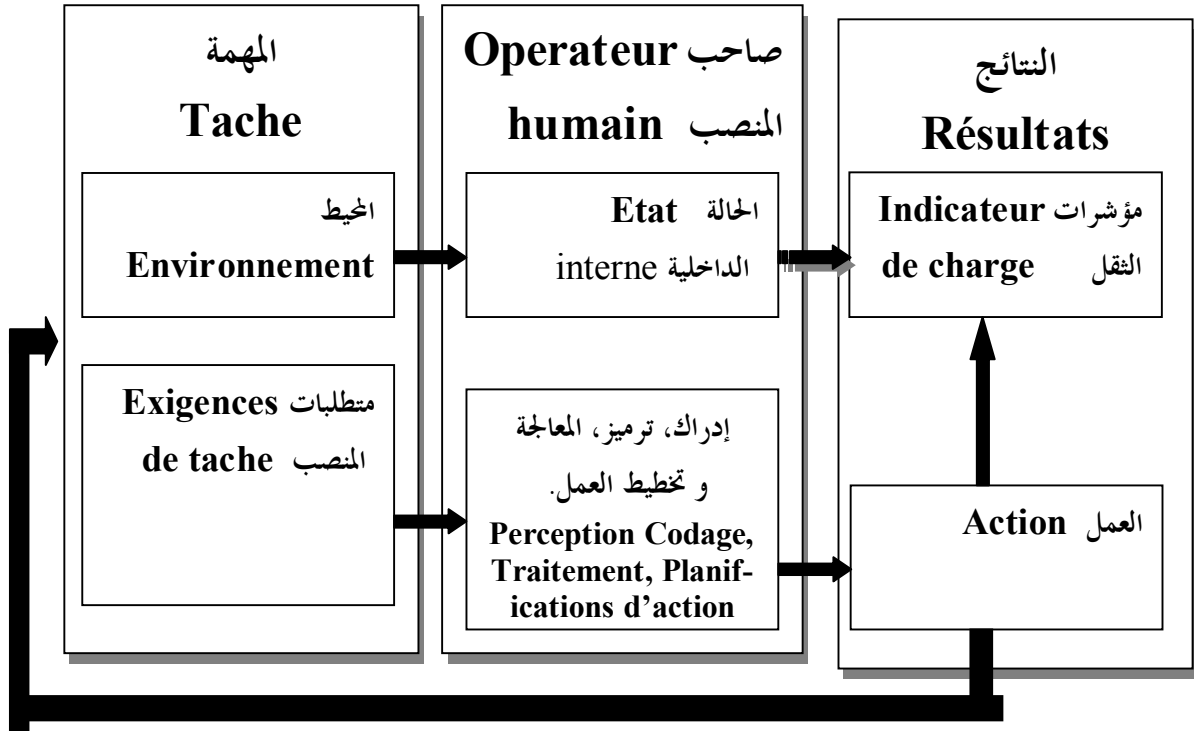 المهمة
Tache
المحيط
Environnement
متطلبات Exigences
المنصب de tache
صاحب Operateur
المنصب humain
الحالة Etat
الداخلية interne
إدراك، ترميز، المعالجة
و تخطيط العمل.
Perception Codage,
Traitement, Planif-
ications d'action
النتائج
Résultats
مؤشرات Indicateur
الثقل de charge
العمل Action